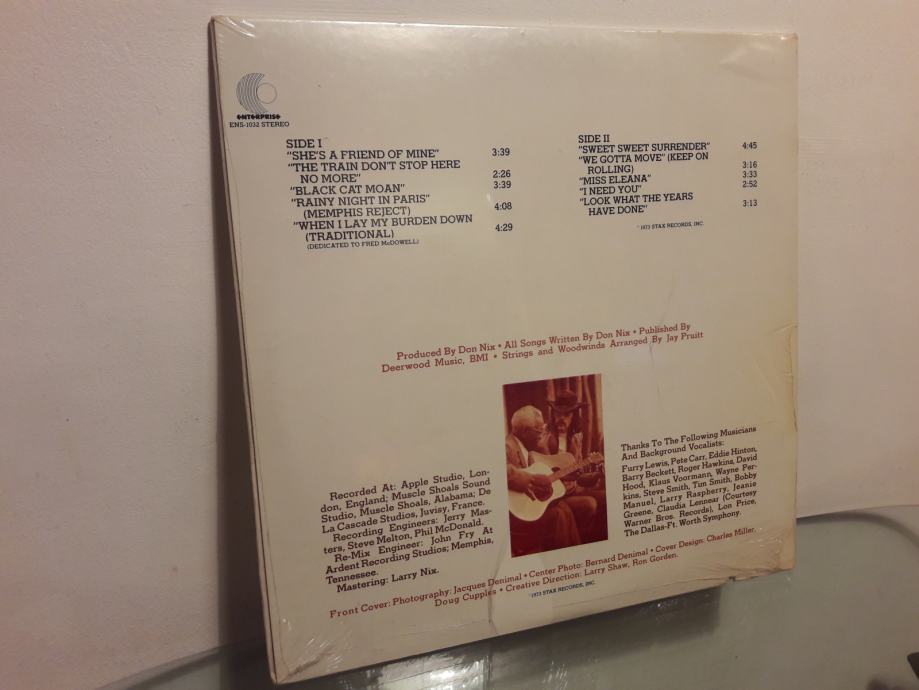 ENTERPRISE
ENS-1032 STEREO
SIDE I
"SHE'S A FRIEND OF MINE" 3:39
"THE TRAIN DON'T STOP HERE
NO MORE" 2:26
"BLACK CAT MOAN" 3:39
"RAINY NIGHT IN PARIS"
(MEMPHIS REJECT) 4:08
"WHEN I LAY MY BURDEN DOWN
(TRADITIONAL) 4:29
(DEDICATED TO FRED McDOWELL)
SIDE II
"SWEET SWEET SURRENDER" 4:45
"WE GOTTA MOVE" (KEEP ON
ROLLING) 3:16
"MISS ELEANA" 3:33
"I NEED YOU" 2:52
"LOOK WHAT THE YEARS
HAVE DONE" 3:13
℗ 1973 STAX RECORDS, INC.
Produced By Don Nix • All Songs Written By Don Nix • Published By
Deerwood Music, BMI • Strings and Woodwinds Arranged By Jay Pruitt
Recorded At: Apple Studio, Lon-
don, England; Muscle Shoals Sound
Studio, Muscle Shoals, Alabama; De
La Cascade Studios, Juvisy, France.
Recording Engineers: Jerry Mas-
ters, Steve Melton, Phil McDonald.
Re-Mix Engineer: John Fry At
Ardent Recording Studios; Memphis,
Tennessee.
Mastering: Larry Nix.
Thanks To The Following Musicians
And Background Vocalists:
Furry Lewis, Pete Carr, Eddie Hinton,
Barry Beckett, Roger Hawkins, David
Hood, Klaus Voormann, Wayne Per-
kins, Steve Smith, Tim Smith, Bobby
Manuel, Larry Raspberry, Jeanie
Greene, Claudia Lennear (Courtesy
Warner Bros. Records), Lon Price,
The Dallas-Ft. Worth Symphony.
Front Cover: Photography: Jacques Denimal • Center Photo: Bernard Denimal • Cover Design: Charles Miller,
Doug Cupples • Creative Direction: Larry Shaw, Ron Gorden.
℗ 1973 STAX RECORDS, INC.